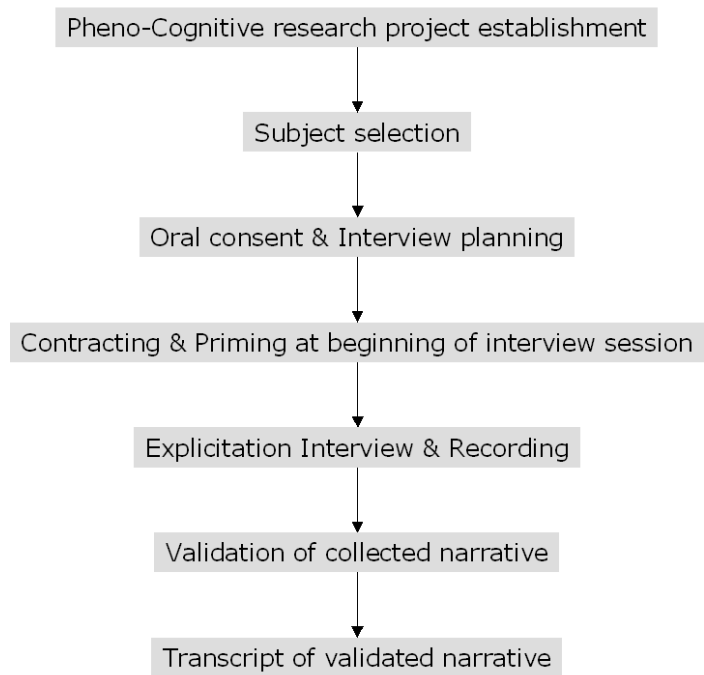 Pheno-Cognitive research project establishment
Subject selection
Oral consent & Interview planning
Contracting & Priming at beginning of interview session
Explicitation Interview & Recording
Validation of collected narrative
Transcript of validated narrative